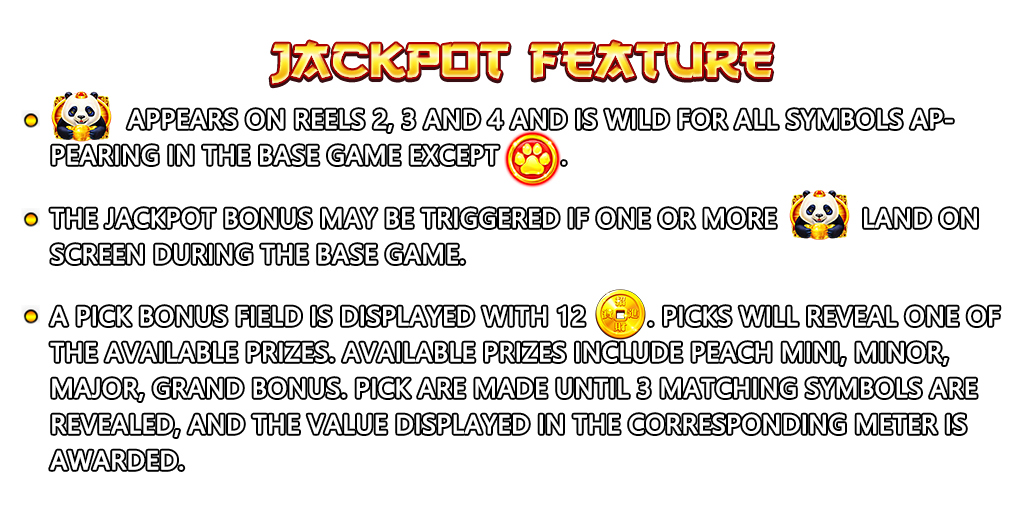 JACKPOT FEATURE
APPEARS ON REELS 2, 3 AND 4 AND IS WILD FOR ALL SYMBOLS AP-
PEARING IN THE BASE GAME EXCEPT .
THE JACKPOT BONUS MAY BE TRIGGERED IF ONE OR MORE LAND ON
SCREEN DURING THE BASE GAME.
A PICK BONUS FIELD IS DISPLAYED WITH 12 . PICKS WILL REVEAL ONE OF
THE AVAILABLE PRIZES. AVAILABLE PRIZES INCLUDE PEACH MINI, MINOR,
MAJOR, GRAND BONUS. PICK ARE MADE UNTIL 3 MATCHING SYMBOLS ARE
REVEALED, AND THE VALUE DISPLAYED IN THE CORRESPONDING METER IS
AWARDED.